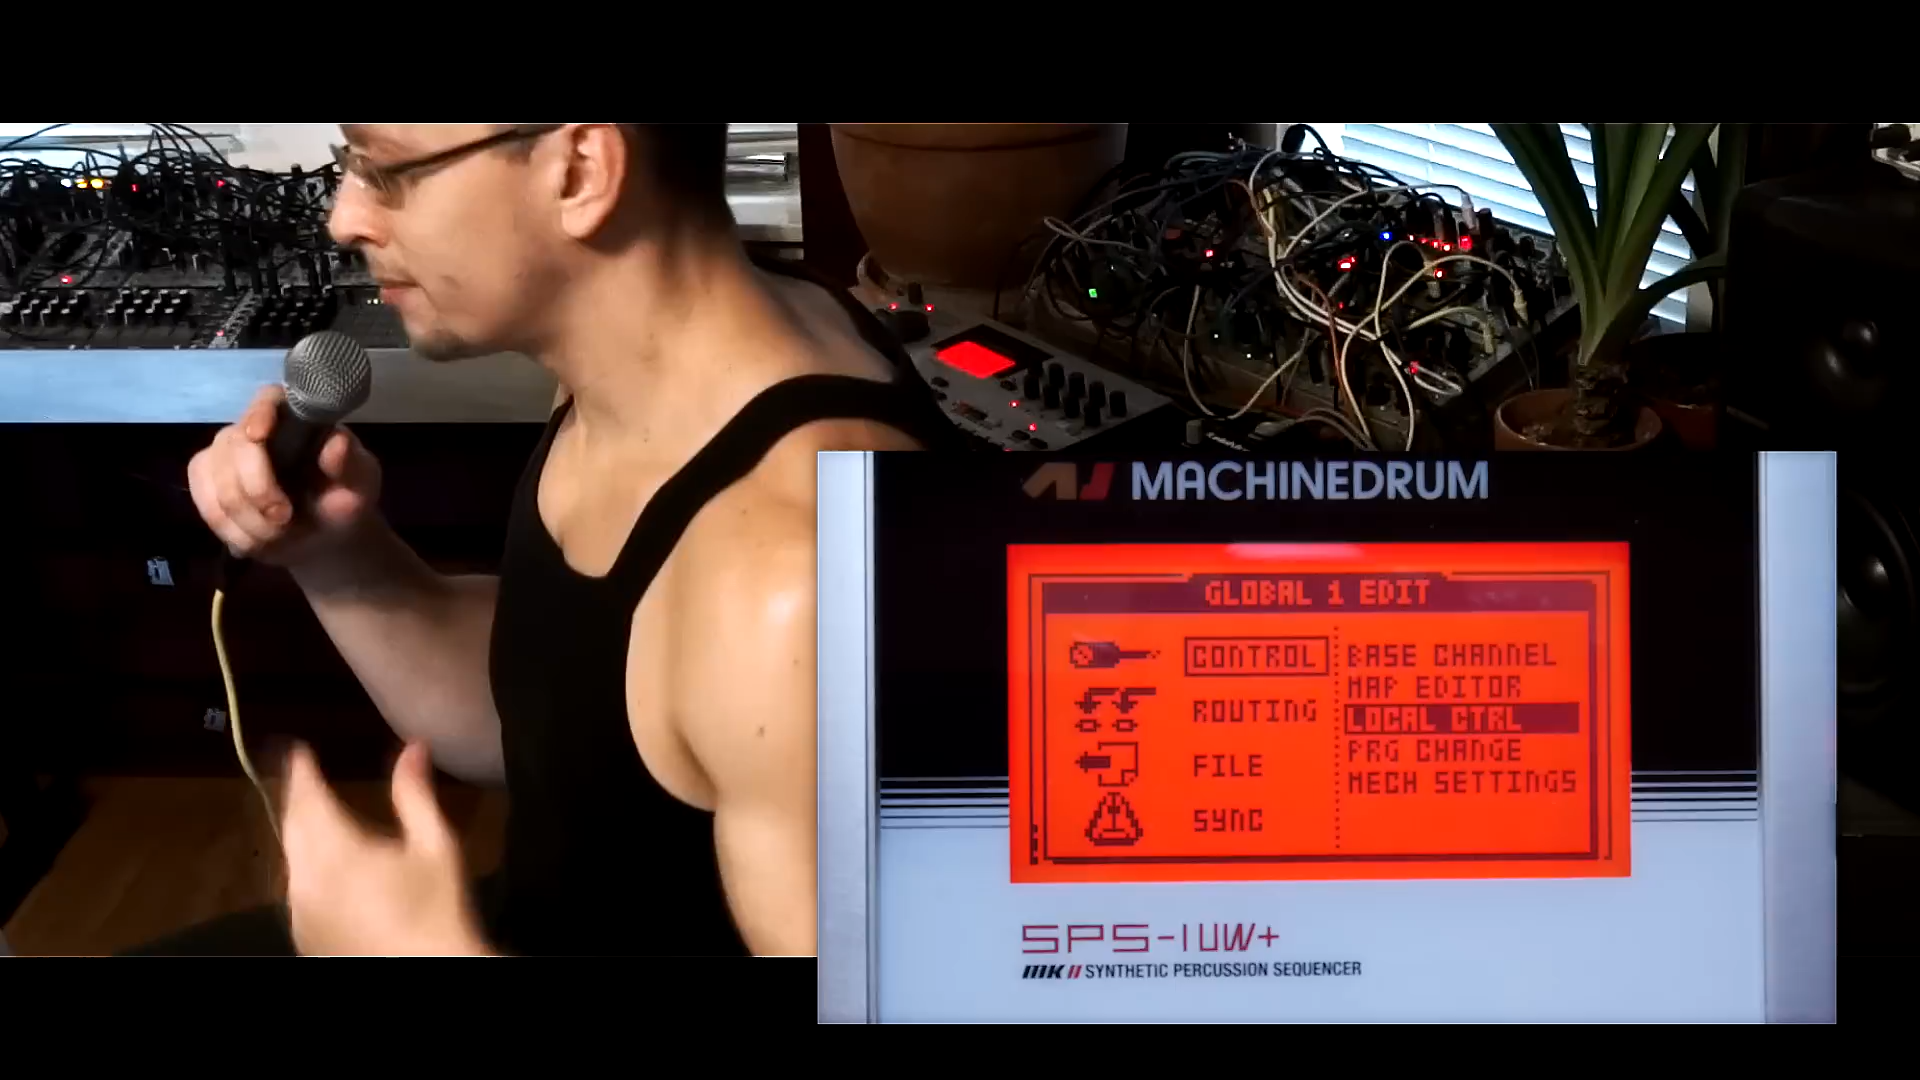 MACHINEDRUM
GLOBAL 1 EDIT
CONTROL
ROUTING
FILE
SYNC
BASE CHANNEL
MAP EDITOR
LOCAL CTRL
PRG CHANGE
MECH SETTINGS
SPS-1UW+
MKII SYNTHETIC PERCUSSION SEQUENCER